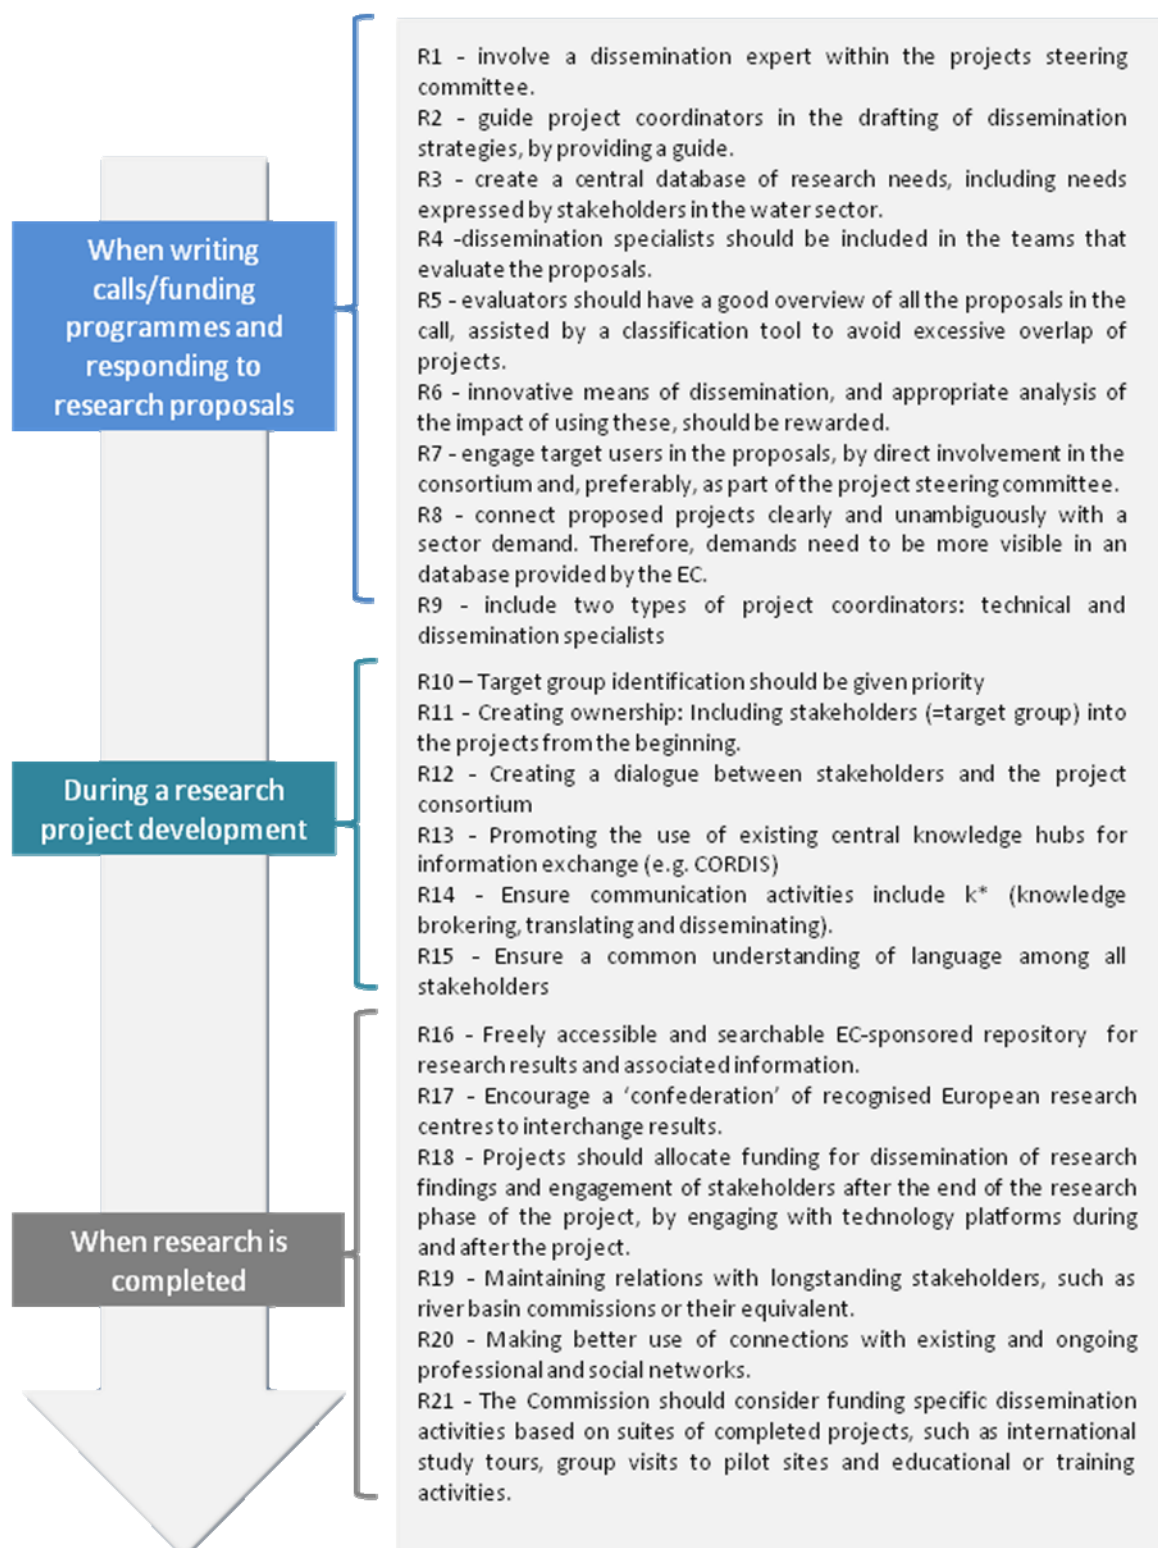 When writing
calls/funding
programmes and
responding to
research proposals
R1 - involve a dissemination expert within the projects steering
committee.
R2 - guide project coordinators in the drafting of dissemination
strategies, by providing a guide.
R3 - create a central database of research needs, including needs
expressed by stakeholders in the water sector.
R4 -dissemination specialists should be included in the teams that
evaluate the proposals.
R5 - evaluators should have a good overview of all the proposals in the
call, assisted by a classification tool to avoid excessive overlap of
projects.
R6 - innovative means of dissemination, and appropriate analysis of
the impact of using these, should be rewarded.
R7 - engage target users in the proposals, by direct involvement in the
consortium and, preferably, as part of the project steering committee.
R8 - connect proposed projects clearly and unambiguously with a
sector demand. Therefore, demands need to be more visible in an
database provided by the EC.
R9 - include two types of project coordinators: technical and
dissemination specialists
During a research
project development
R10 – Target group identification should be given priority
R11 - Creating ownership: Including stakeholders (=target group) into
the projects from the beginning.
R12 - Creating a dialogue between stakeholders and the project
consortium
R13 - Promoting the use of existing central knowledge hubs for
information exchange (e.g. CORDIS)
R14 - Ensure communication activities include k* (knowledge
brokering, translating and disseminating).
R15 - Ensure a common understanding of language among all
stakeholders
When research is
completed
R16 - Freely accessible and searchable EC-sponsored repository for
research results and associated information.
R17 - Encourage a ‘confederation’ of recognised European research
centres to interchange results.
R18 - Projects should allocate funding for dissemination of research
findings and engagement of stakeholders after the end of the research
phase of the project, by engaging with technology platforms during
and after the project.
R19 - Maintaining relations with longstanding stakeholders, such as
river basin commissions or their equivalent.
R20 - Making better use of connections with existing and ongoing
professional and social networks.
R21 - The Commission should consider funding specific dissemination
activities based on suites of completed projects, such as international
study tours, group visits to pilot sites and educational or training
activities.